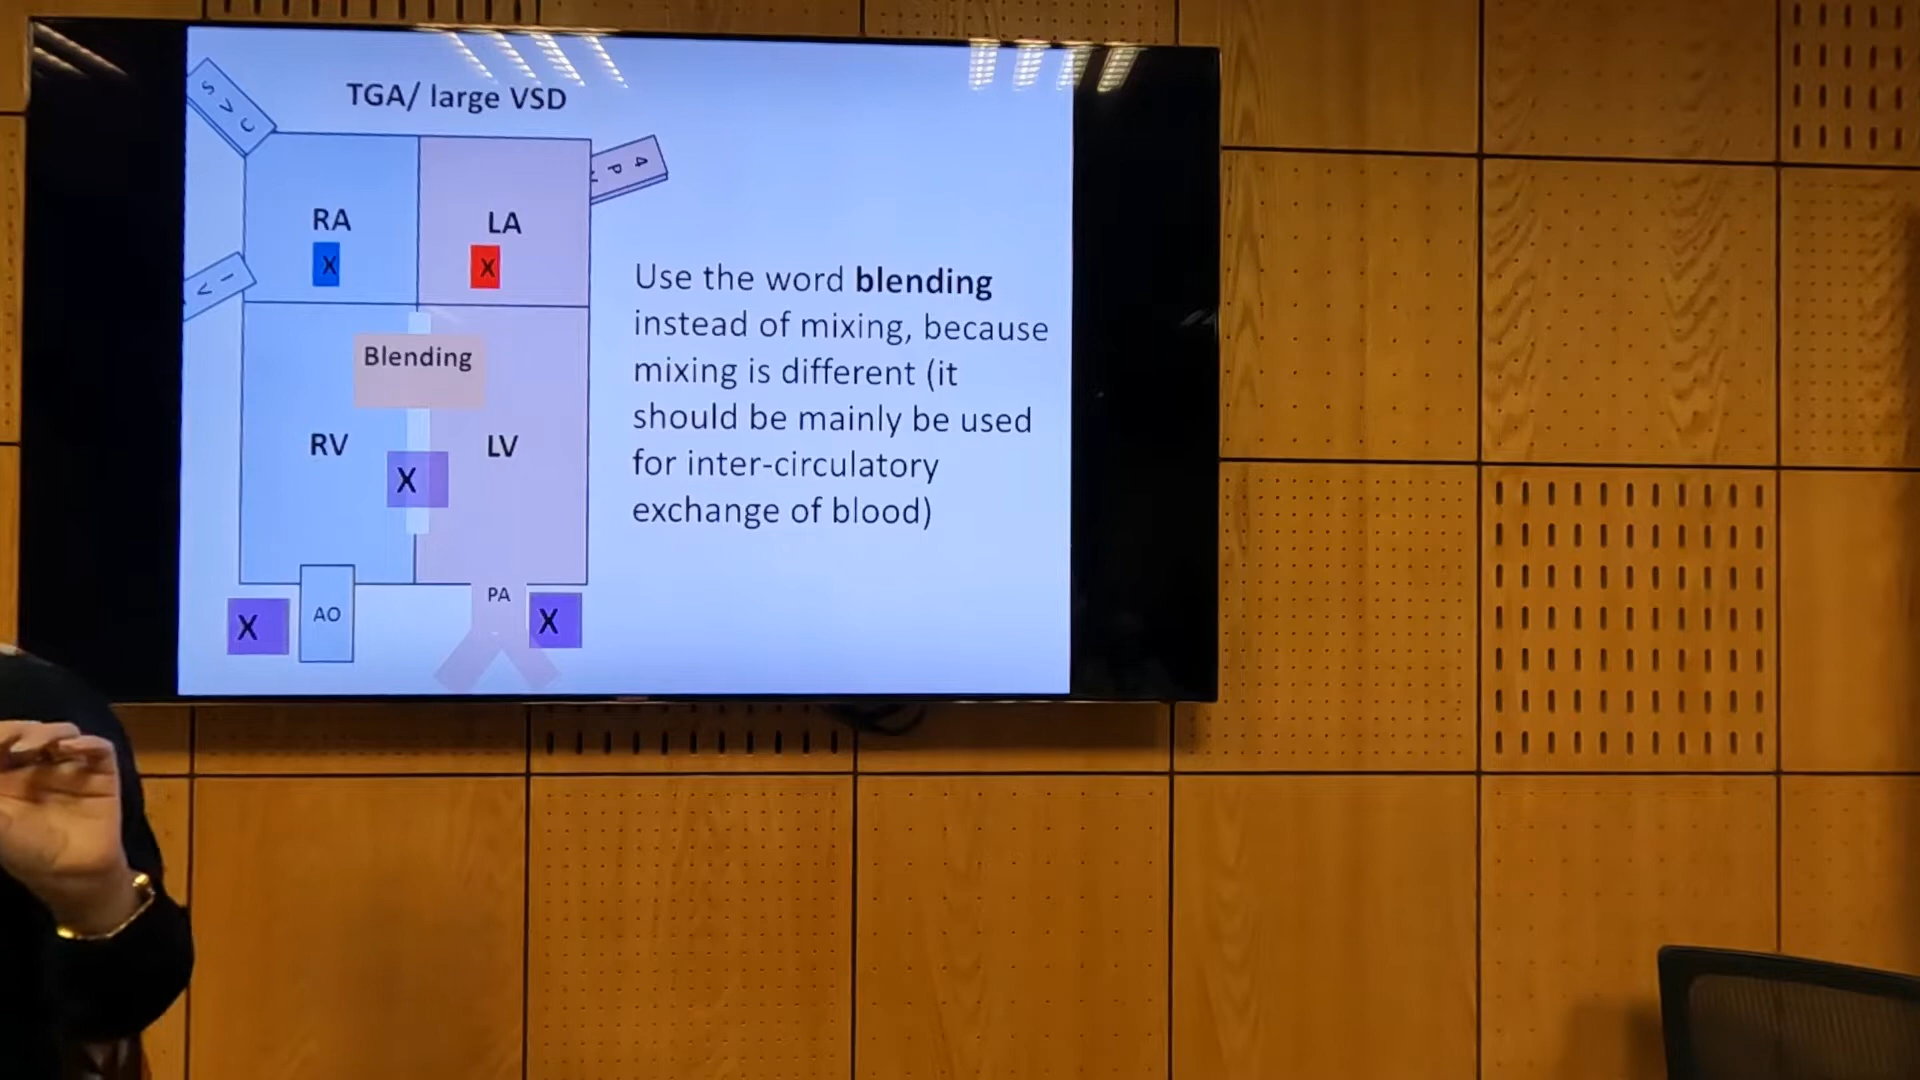 TGA/ large VSD
S V C
4 P
RA
LA
X
X
I V
Use the word blending
instead of mixing, because
mixing is different (it
should be mainly be used
for inter-circulatory
exchange of blood)
Blending
RV
LV
X
PA
AO
X
X